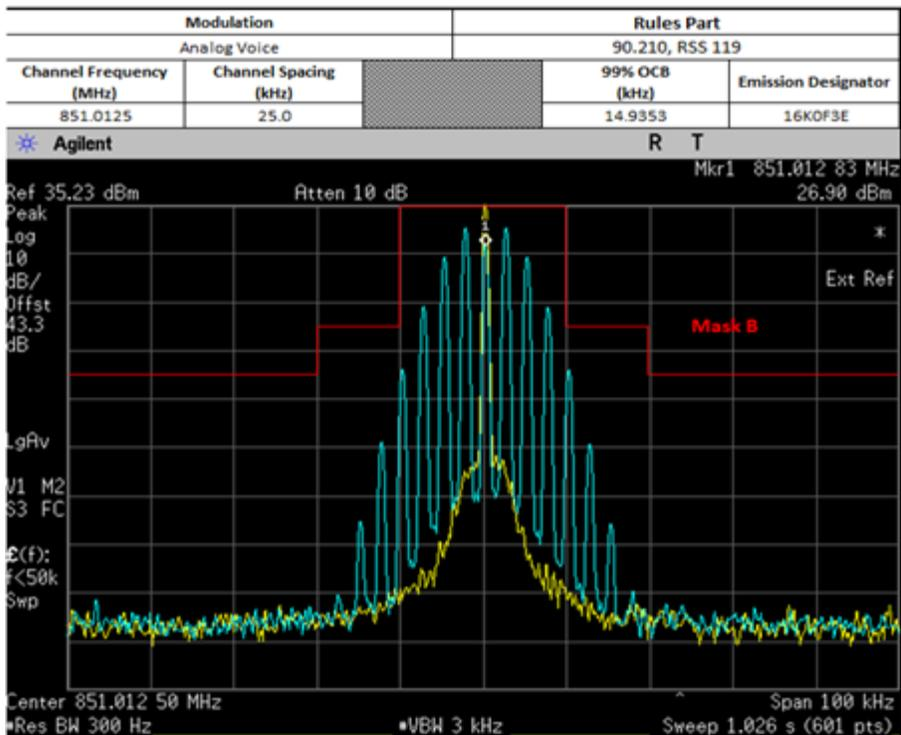 Modulation Rules Part
Analog Voice 90.210, RSS 119
Channel Frequency (MHz) Channel Spacing (kHz) 99% OCB (kHz) Emission Designator
851.0125 25.0 14.9353 16K0F3E
Agilent R T
Mkr1 851.012 83 MHz
Ref 35.23 dBm Atten 10 dB 26.90 dBm
Peak
Log
10
dB/
Offst
43.3
dB
1
*
Ext Ref
Mask B
LgAv
V1 M2
S3 FC
£(f):
f<50k
Swp
Center 851.012 50 MHz Span 100 kHz
*Res BW 300 Hz *VBW 3 kHz Sweep 1.026 s (601 pts)